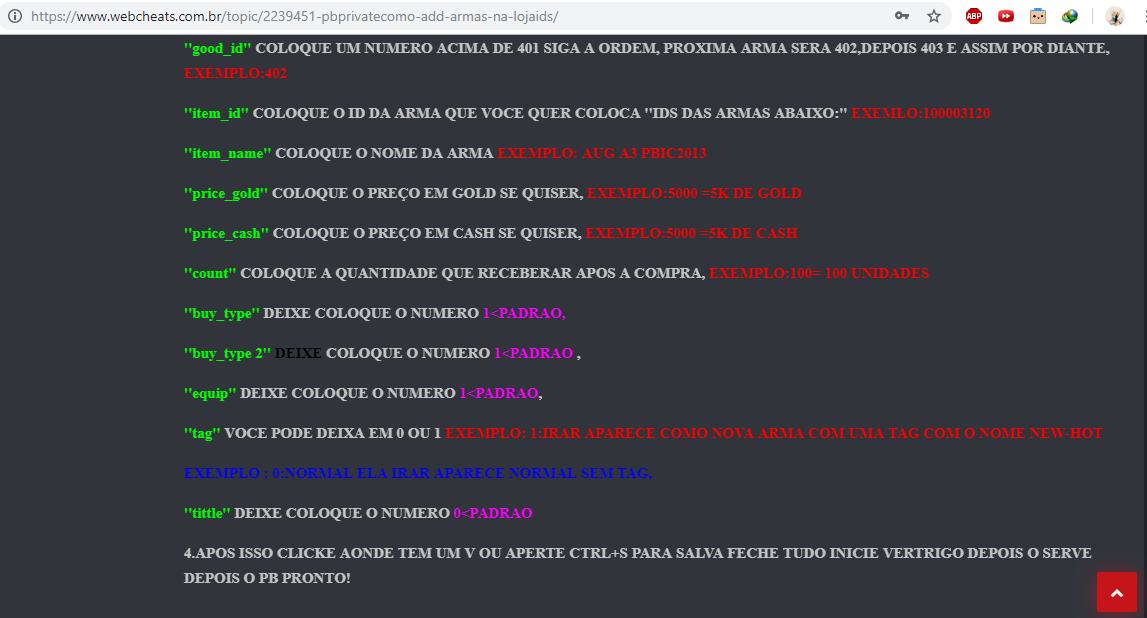 https://www.webcheats.com.br/topic/2239451-pbprivatecomo-add-armas-na-lojaids/
ABP
"good_id" COLOQUE UM NUMERO ACIMA DE 401 SIGA A ORDEM, PROXIMA ARMA SERA 402,DEPOIS 403 E ASSIM POR DIANTE,
EXEMPLO:402
"item_id" COLOQUE O ID DA ARMA QUE VOCE QUER COLOCA "IDS DAS ARMAS ABAIXO:" EXEMLO:100003120
"item_name" COLOQUE O NOME DA ARMA EXEMPLO: AUG A3 PBIC2013
"price_gold" COLOQUE O PREÇO EM GOLD SE QUISER, EXEMPLO:5000 =5K DE GOLD
"price_cash" COLOQUE O PREÇO EM CASH SE QUISER, EXEMPLO:5000 =5K DE CASH
"count" COLOQUE A QUANTIDADE QUE RECEBERAR APOS A COMPRA, EXEMPLO:100= 100 UNIDADES
"buy_type" DEIXE COLOQUE O NUMERO 1<PADRAO,
"buy_type 2" DEIXE COLOQUE O NUMERO 1<PADRAO ,
"equip" DEIXE COLOQUE O NUMERO 1<PADRAO,
"tag" VOCE PODE DEIXA EM 0 OU 1 EXEMPLO: 1:IRAR APARECE COMO NOVA ARMA COM UMA TAG COM O NOME NEW-HOT
EXEMPLO : 0:NORMAL ELA IRAR APARECE NORMAL SEM TAG,
"tittle" DEIXE COLOQUE O NUMERO 0<PADRAO
4.APOS ISSO CLICKE AONDE TEM UM V OU APERTE CTRL+S PARA SALVA FECHE TUDO INICIE VERTRIGO DEPOIS O SERVE
DEPOIS O PB PRONTO!